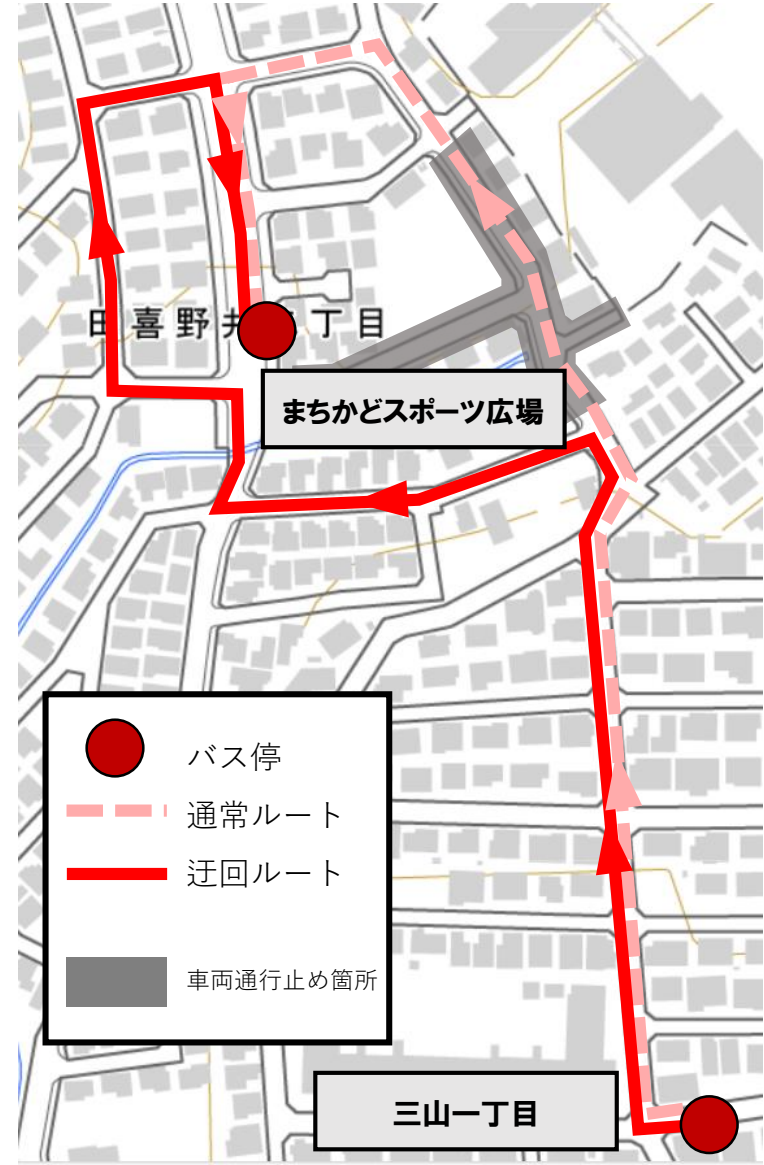 田喜野井
丁目
まちかどスポーツ広場
バス停
通常ルート
迂回ルート
車両通行止め箇所
三山一丁目